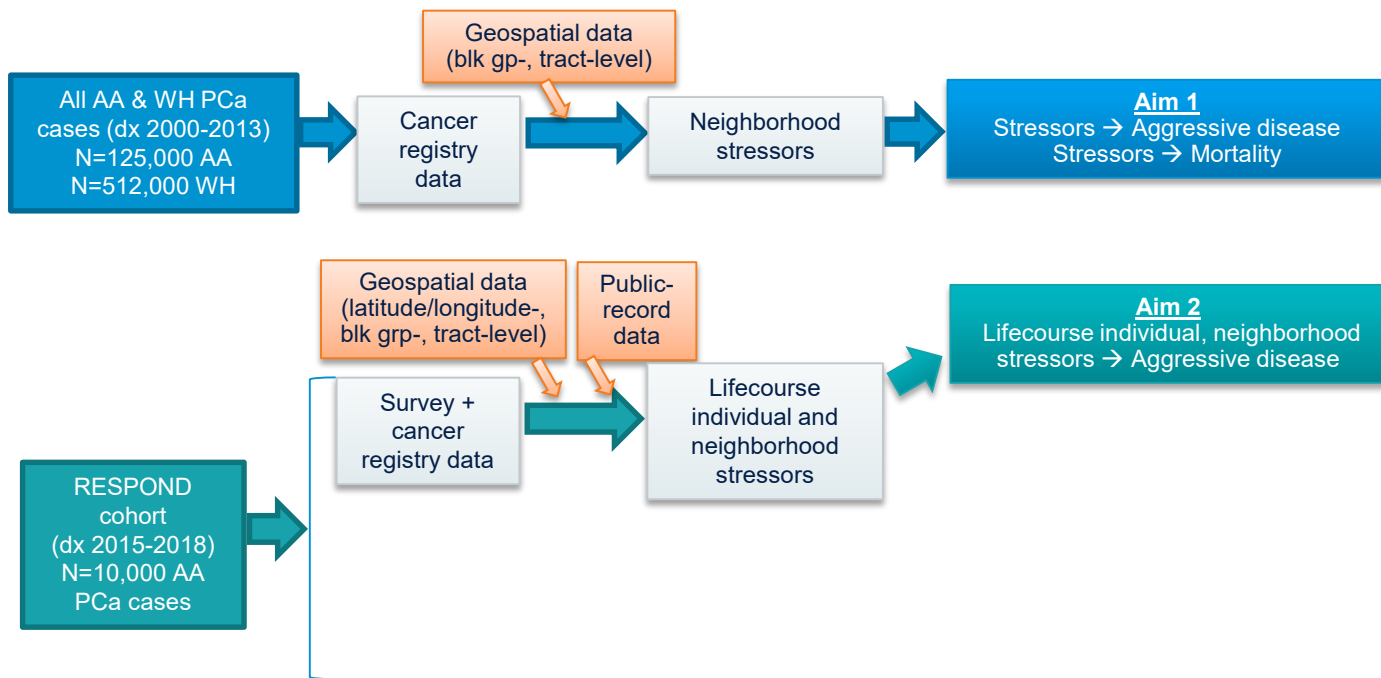 Geospatial data
(blk gp-, tract-level)
All AA & WH PCa
cases (dx 2000-2013)
N=125,000 AA
N=512,000 WH
Cancer
registry
data
Neighborhood
stressors
Aim 1
Stressors → Aggressive disease
Stressors → Mortality
Geospatial data
(latitude/longitude-,
blk grp-, tract-level)
Public-
record
data
Aim 2
Lifecourse individual, neighborhood
stressors → Aggressive disease
Survey +
cancer
registry data
Lifecourse
individual and
neighborhood
stressors
RESPOND
cohort
(dx 2015-2018)
N=10,000 AA
PCa cases